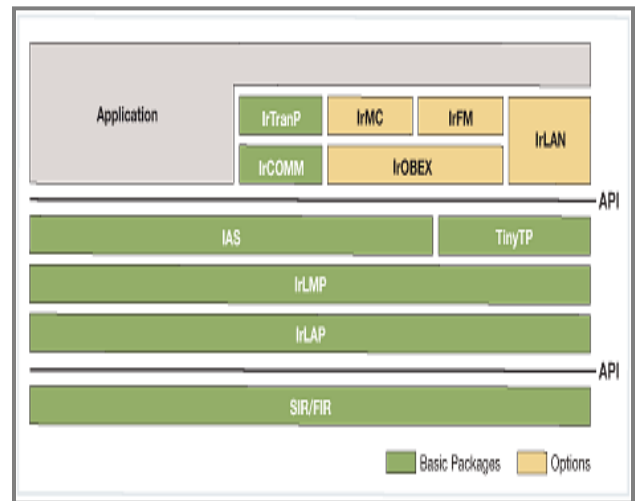 Application
IrTranP
IrMC
IrFM
IrLAN
IrCOMM
IrOBEX
API
IAS
TinyTP
IrLMP
IrLAP
API
SIR/FIR
Basic Packages
Options